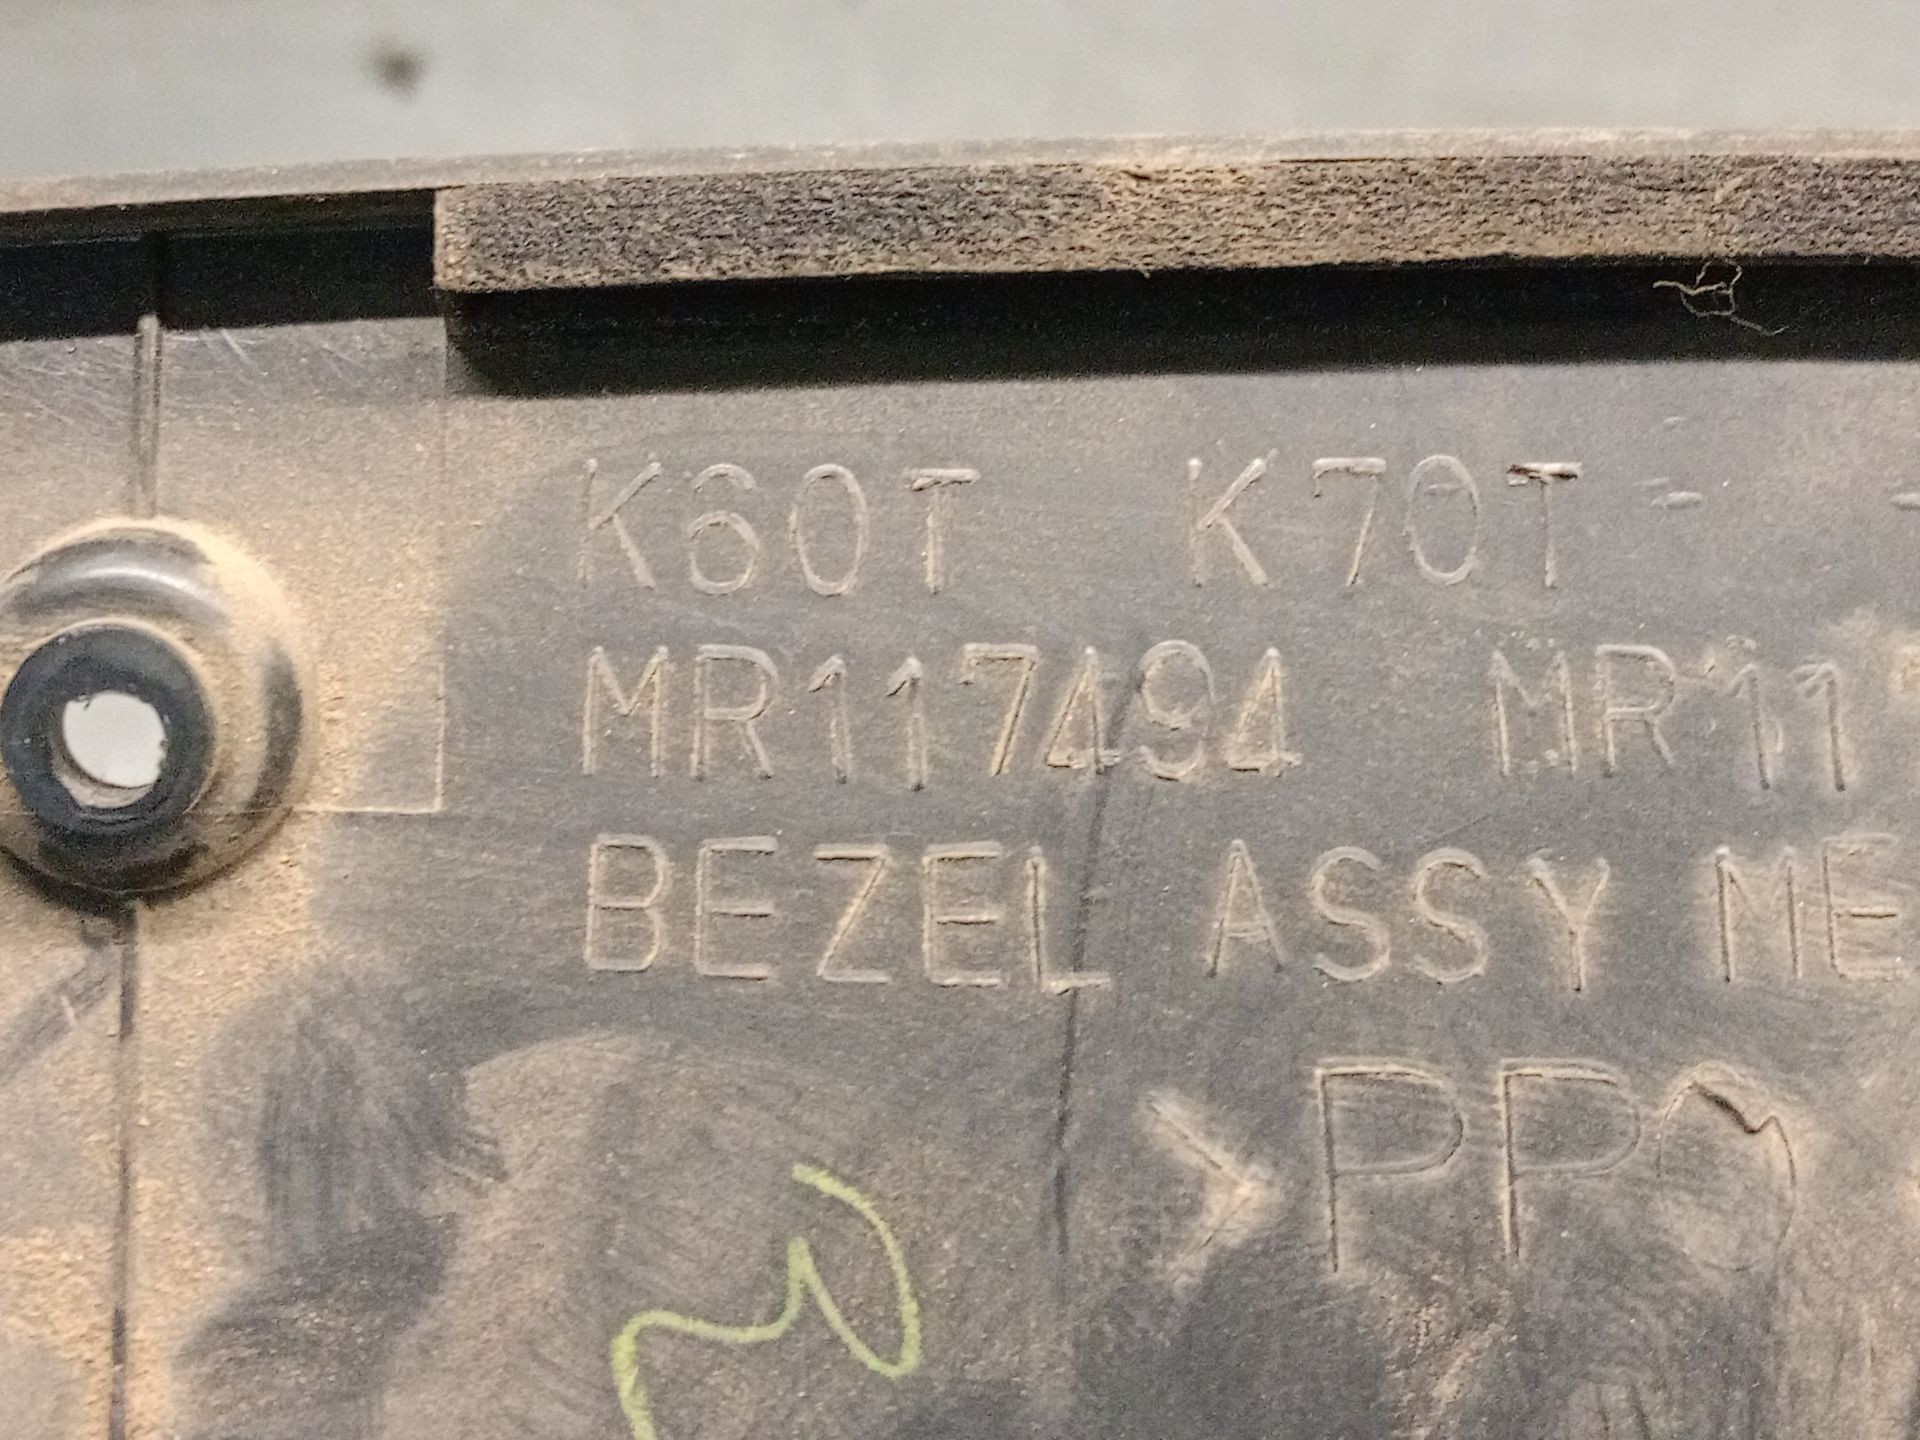 K60T K70T
MR117494 MR11
BEZEL ASSY ME
>PP